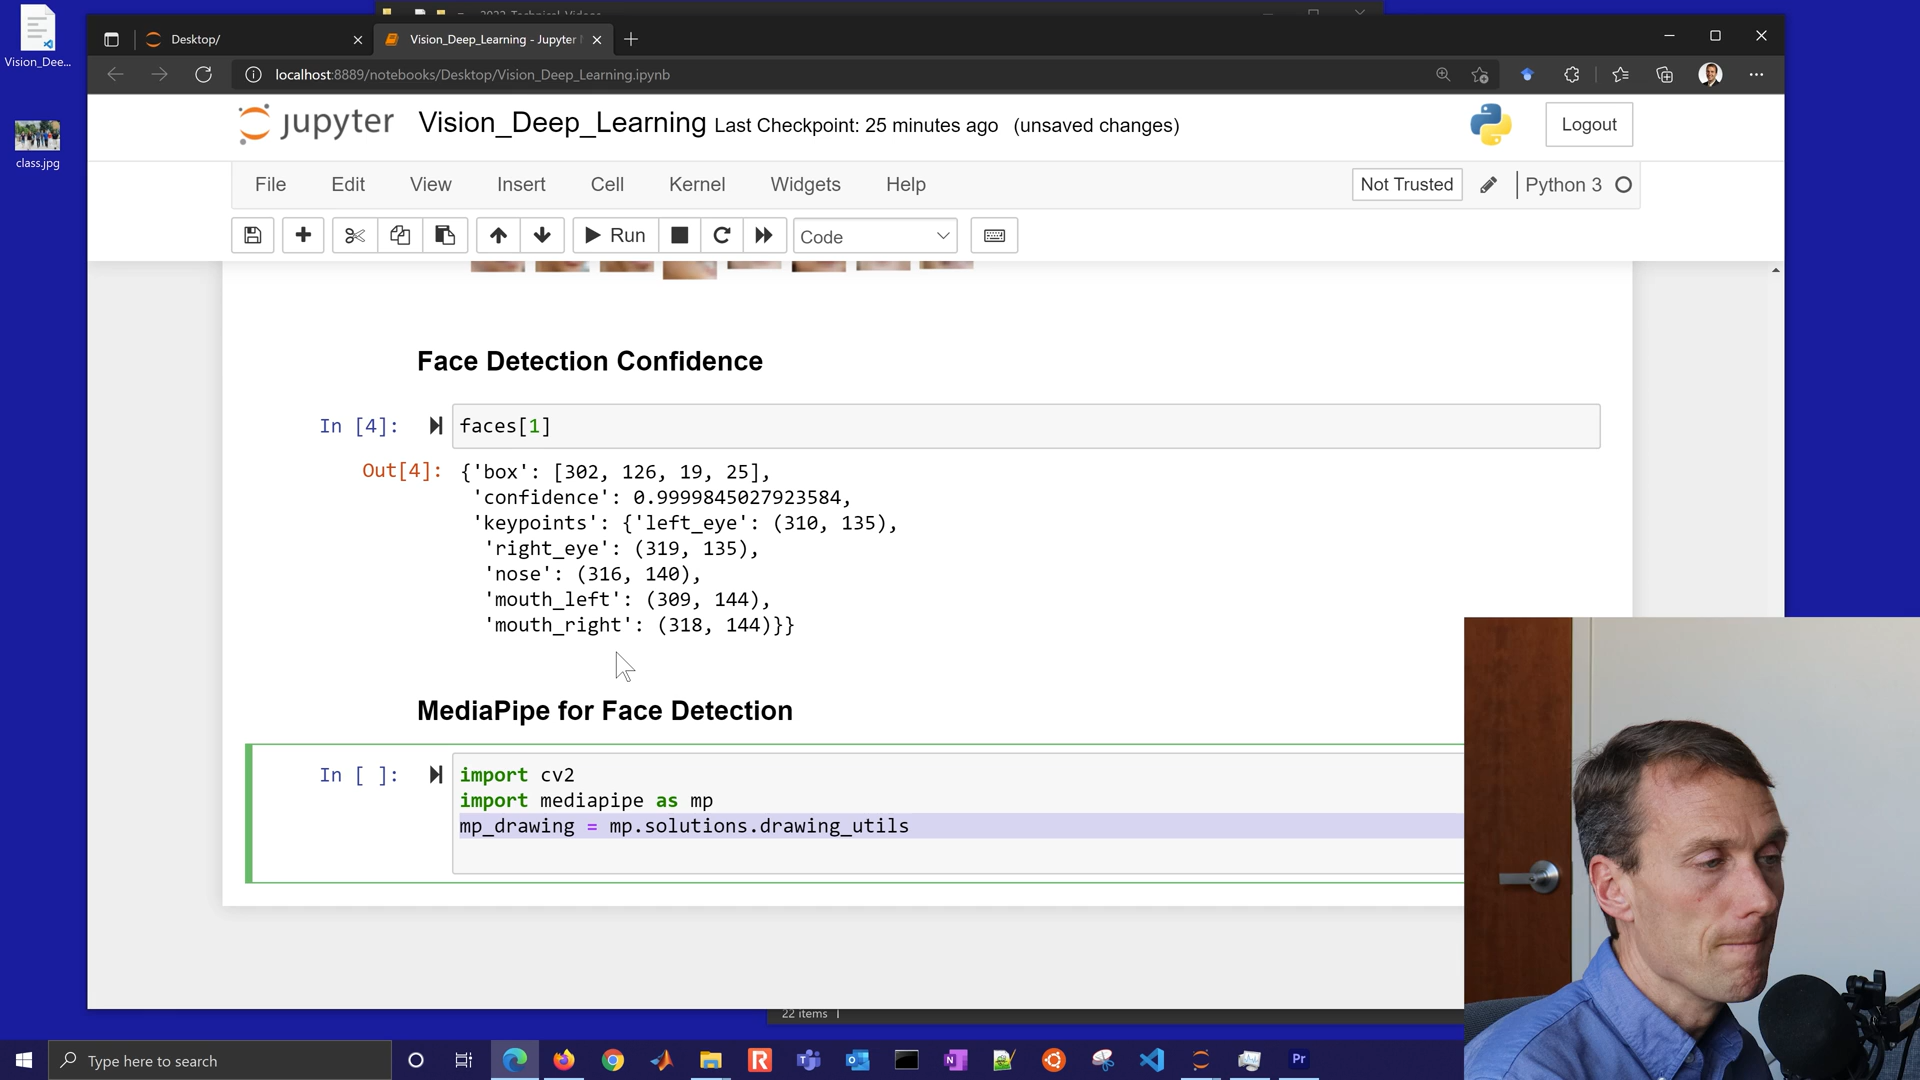 2022 Technical Videos
Vision_Dee...
class.jpg
Desktop/
Vision_Deep_Learning - Jupyter
localhost:8889/notebooks/Desktop/Vision_Deep_Learning.ipynb
jupyter Vision_Deep_Learning Last Checkpoint: 25 minutes ago (unsaved changes)
Logout
File Edit View Insert Cell Kernel Widgets Help
Not Trusted
Python 3
Run
Code
Face Detection Confidence
In [4]: faces[1]
Out[4]: {'box': [302, 126, 19, 25],
'confidence': 0.9999845027923584,
'keypoints': {'left_eye': (310, 135),
'right_eye': (319, 135),
'nose': (316, 140),
'mouth_left': (309, 144),
'mouth_right': (318, 144)}}
MediaPipe for Face Detection
In [ ]: import cv2
import mediapipe as mp
mp_drawing = mp.solutions.drawing_utils
22 items
Type here to search
R
N
Pr